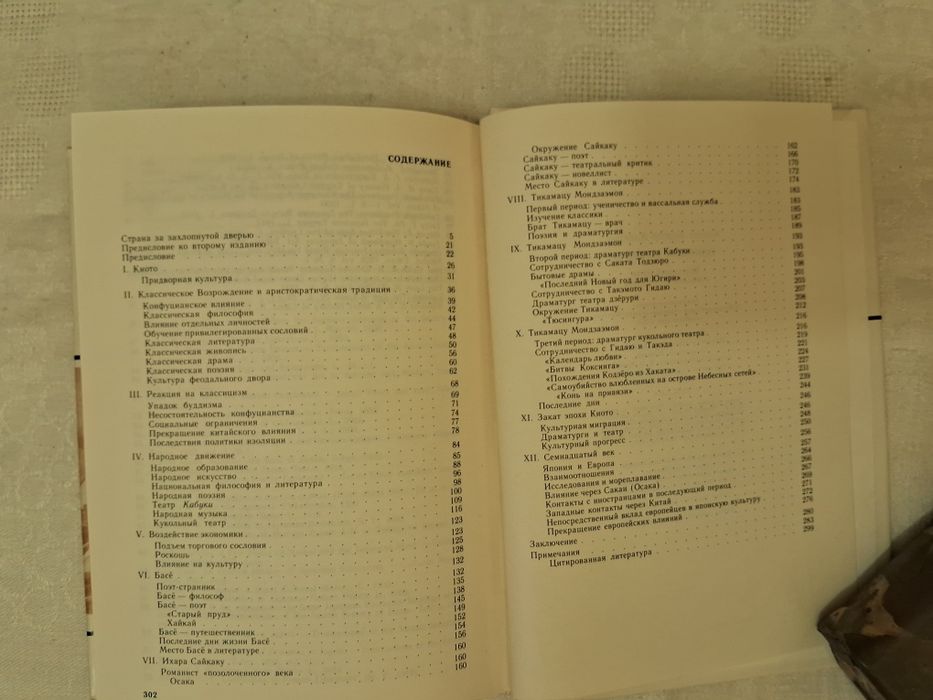 СОДЕРЖАНИЕ
Страна за захлопнутой дверью . 5
Предисловие ко второму изданию 21
Предисловие 22
I. Киото 26
Придворная культура 31
II. Классическое Возрождение и аристократическая традиция 36
Конфуцианское влияние 39
Классическая философия 42
Влияние отдельных личностей 44
Обучение привилегированных сословий 47
Классическая литература 48
Классическая живопись 50
Классическая драма 56
Классическая поэзия 60
Культура феодального двора 62
III. Реакция на классицизм 68
Упадок буддизма 69
Несостоятельность конфуцианства 71
Социальные ограничения 74
Прекращение китайского влияния 77
Последствия политики изоляции 78
IV. Народное движение 84
Народное образование 85
Народное искусство 88
Национальная философия и литература 96
Народная поэзия 98
Театр Кабуки 100
Народная музыка 109
Кукольный театр 116
V. Воздействие экономики 123
Подъем торгового сословия 123
Роскошь 125
Влияние на культуру 128
VI. Басё 132
Поэт-странник 132
Басё — философ 135
Басё — поэт 138
«Старый пруд» 145
Хайкай 149
Басё — путешественник 152
Последние дни жизни Басё 154
Место Басё в литературе 156
VII. Ихара Сайкаку 160
Романист «позолоченного» века 160
Осака 160
302
Окружение Сайкаку 162
Сайкаку — поэт 166
Сайкаку — театральный критик 170
Сайкаку — новеллист 172
Место Сайкаку в литературе 174
VIII. Тикамацу Мондзаэмон 183
Первый период: ученичество и вассальная служба 183
Изучение классики 185
Брат Тикамацу — врач 187
Поэзия и драматургия 189
IX. Тикамацу Мондзаэмон 193
Второй период: драматург театра Кабуки 193
Сотрудничество с Саката Тодзюро 195
Бытовые драмы 198
«Последний Новый год для Югири» 201
Сотрудничество с Такэмото Гидаю 203
Драматург театра дзёрури 207
Окружение Тикамацу 208
«Тюсингура» 212
X. Тикамацу Мондзаэмон 216
Третий период: драматург кукольного театра 216
Сотрудничество с Гидаю и Такэда 219
«Календарь любви» 221
«Битвы Коксинга» 224
«Похождения Кодзёро из Хаката» 227
«Самоубийство влюбленных на острове Небесных сетей» 231
«Конь на привязи» 239
Последние дни 244
XI. Закат эпохи Киото 246
Культурная миграция 246
Драматурги и театр 248
Культурный прогресс 250
XII. Семнадцатый век 256
Япония и Европа 257
Взаимоотношения 264
Исследования и мореплавание 266
Влияние через Сакаи (Осака) 267
Контакты с иностранцами в последующий период 269
Западные контакты через Китай 271
Непосредственный вклад европейцев в японскую культуру 272
Прекращение европейских влияний 276
Заключение 280
Примечания 283
Цитированная литература 299